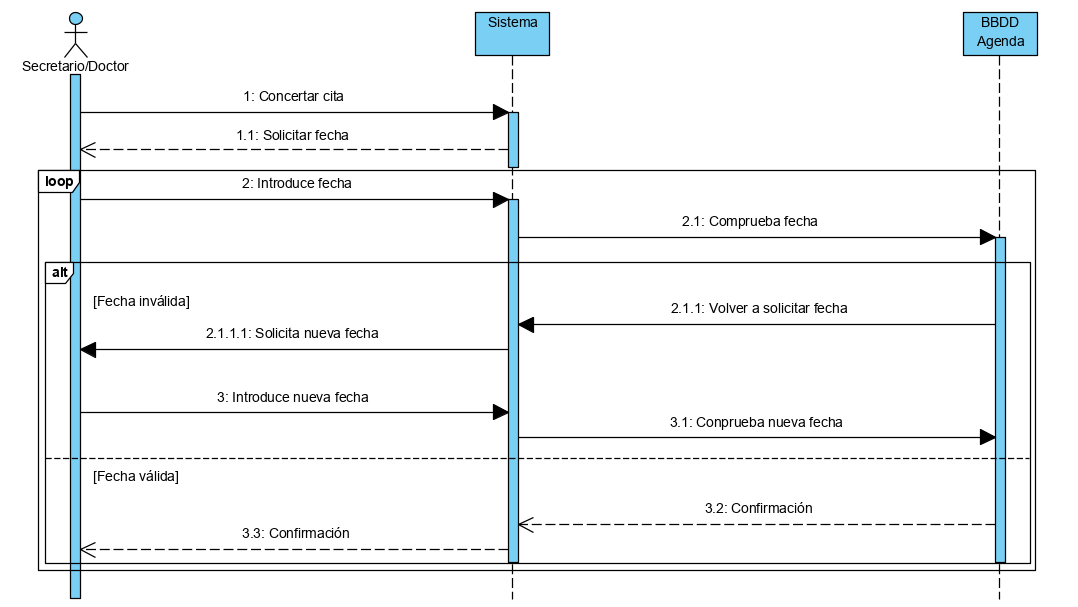 Sistema
BBDD
Agenda
Secretario/Doctor
1: Concertar cita
1.1: Solicitar fecha
loop
2: Introduce fecha
2.1: Comprueba fecha
alt
[Fecha inválida]
2.1.1: Volver a solicitar fecha
2.1.1.1: Solicita nueva fecha
3: Introduce nueva fecha
3.1: Conprueba nueva fecha
[Fecha válida]
3.2: Confirmación
3.3: Confirmación